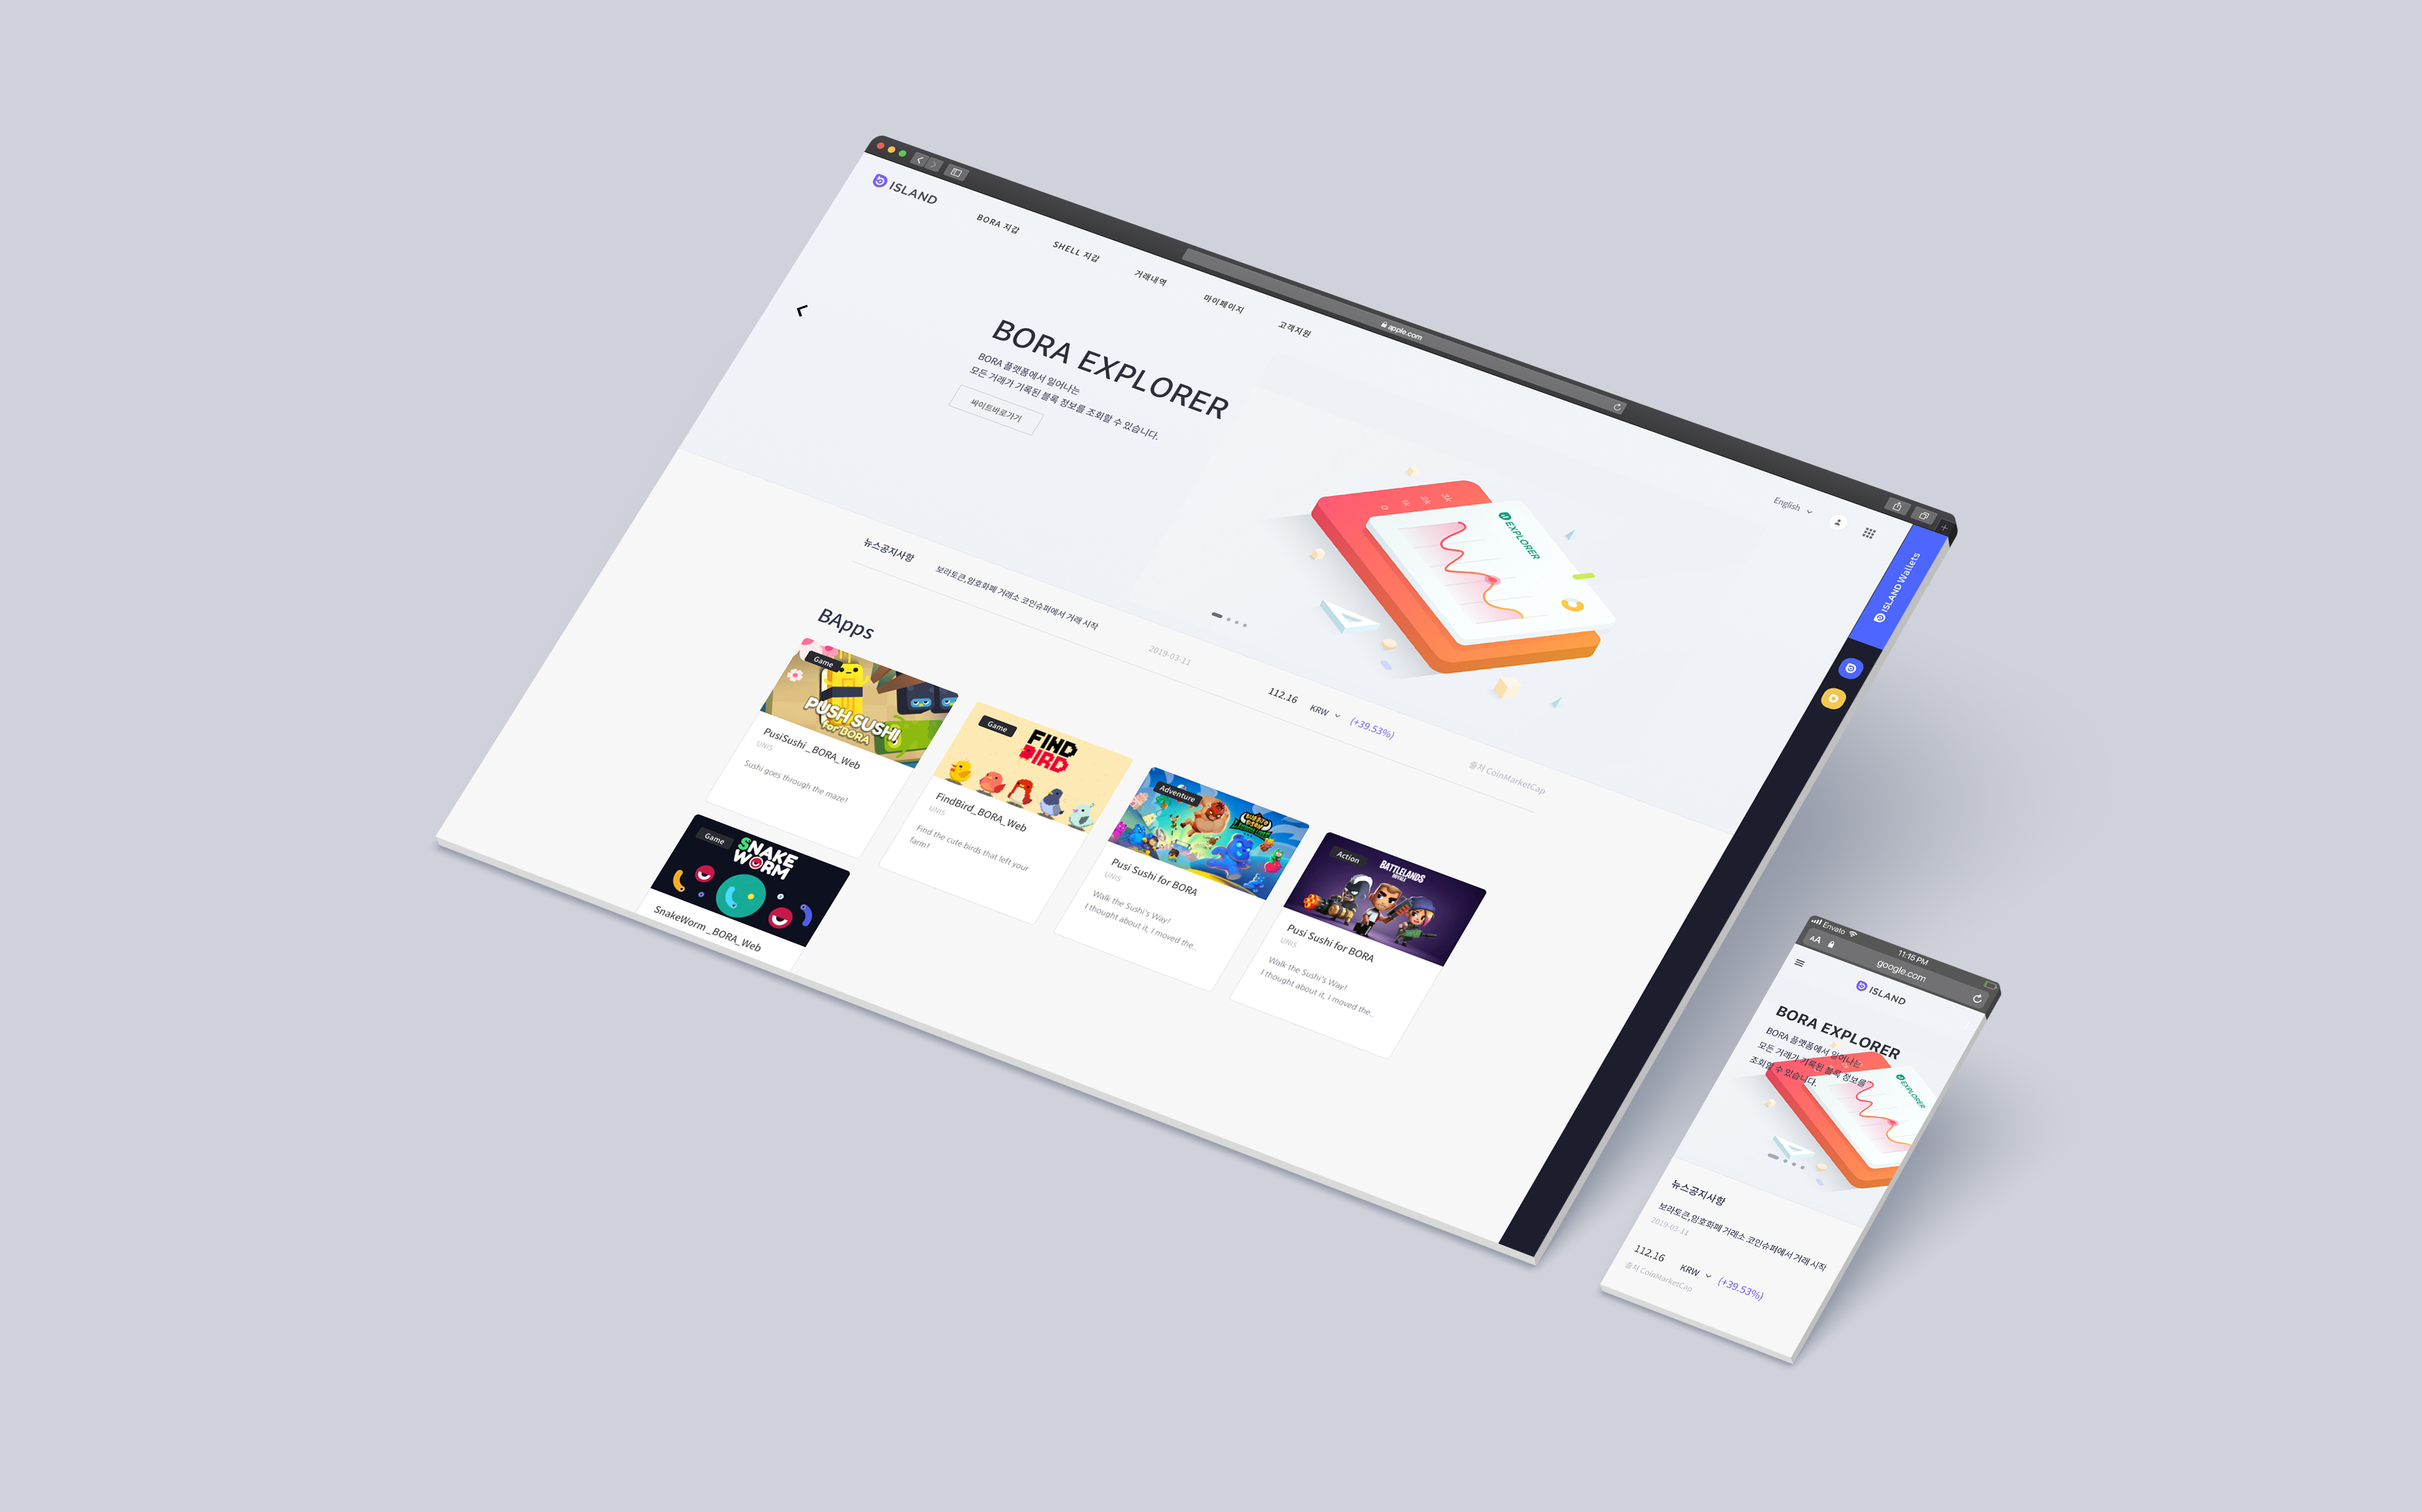 ISLAND
BORA 지갑
SHELL 지갑
거래내역
마이페이지
고객지원
apple.com
English
ISLAND Wallets
BORA EXPLORER
BORA 플랫폼에서 일어나는
모든 거래가 기록된 블록 정보를 조회할 수 있습니다.
싸이트바로가기
0 1k 2k 3k
EXPLORER
뉴스공지사항
보라토큰,암호화폐 거래소 코인슈퍼에서 거래 시작
2019-03-11
112.16
KRW
(+39.53%)
출처 CoinMarketCap
BApps
Game
PUSH SUSHI
for BORA
PusiSushi_BORA_Web
UNIS
Sushi goes through the maze!
Game
FIND
BIRD
FindBird_BORA_Web
UNIS
Find the cute birds that left your
farm!
Adventure
Pusi Sushi for BORA
UNIS
Walk the Sushi's Way!
I thought about it, I moved the...
Action
BATTLELANDS
ROYALE
Pusi Sushi for BORA
UNIS
Walk the Sushi's Way!
I thought about it, I moved the...
Game
SNAKE
WORM
SnakeWorm_BORA_Web
Envato
11:15 PM
AA
google.com
ISLAND
BORA EXPLORER
BORA 플랫폼에서 일어나는
모든 거래가 기록된 블록 정보를
조회할 수 있습니다.
EXPLORER
뉴스공지사항
보라토큰,암호화폐 거래소 코인슈퍼에서 거래 시작
2019-03-11
112.16
KRW
(+39.53%)
출처 CoinMarketCap